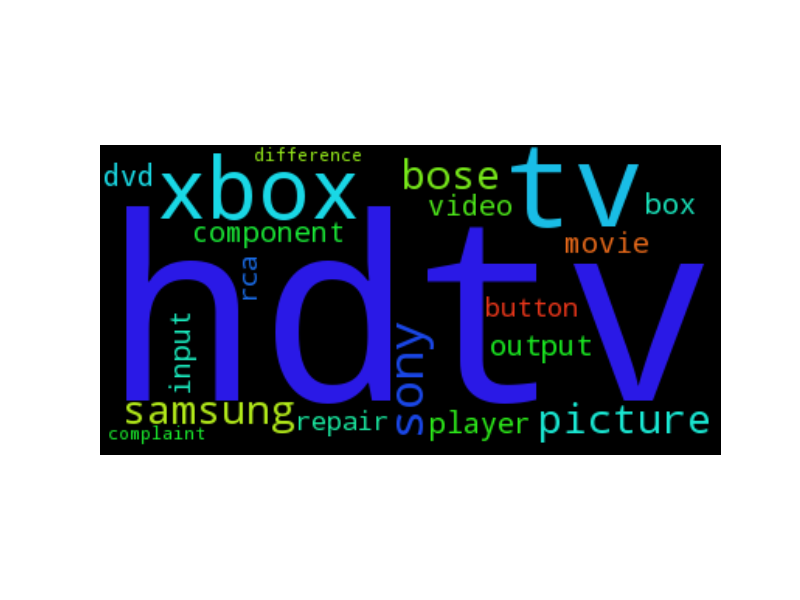 difference
dvd
xbox
bose
tv
video
box
component
movie
hdtv
rca
button
input
output
sony
samsung
repair
player
picture
complaint